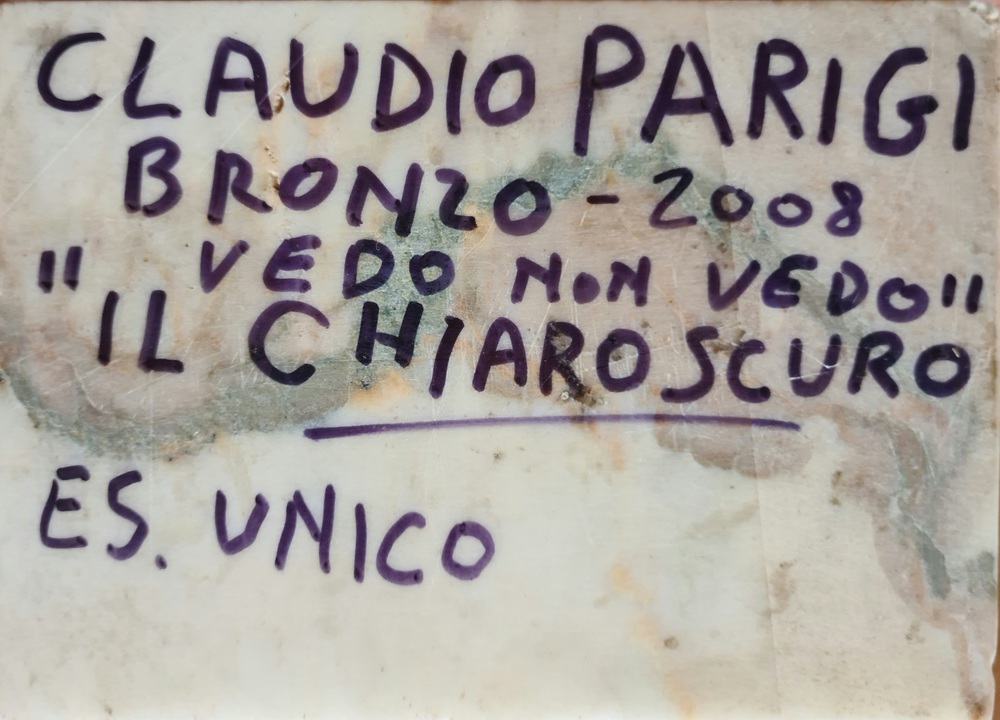 CLAUDIO PARIGI
BRONZO - 2008
" VEDO NON VEDO"
IL CHIAROSCURO
ES. UNICO